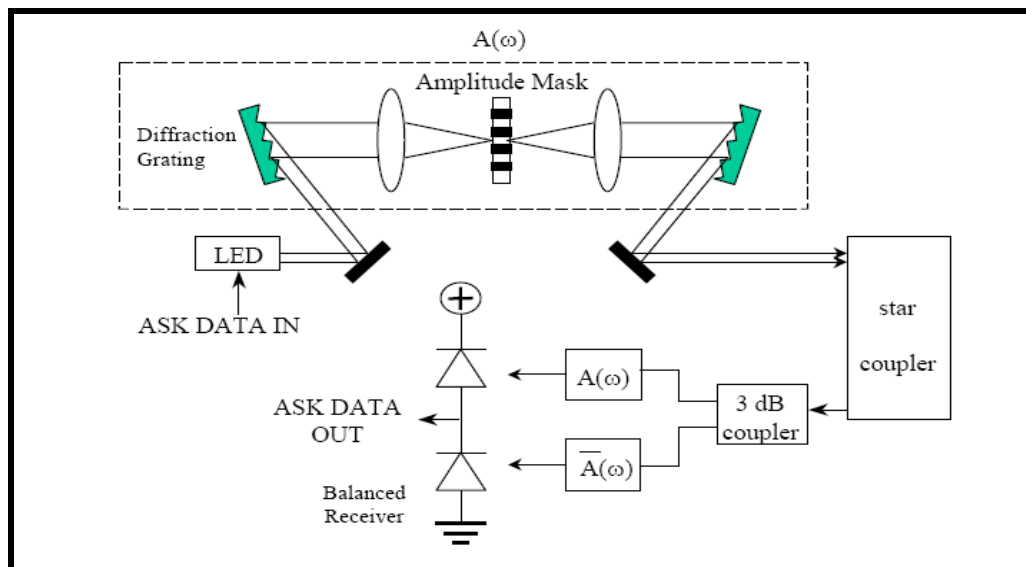 A(ω)
Amplitude Mask
Diffraction
Grating
LED
ASK DATA IN
star
coupler
+
A(ω)
3 dB
coupler
ASK DATA
OUT
A̅(ω)
Balanced
Receiver